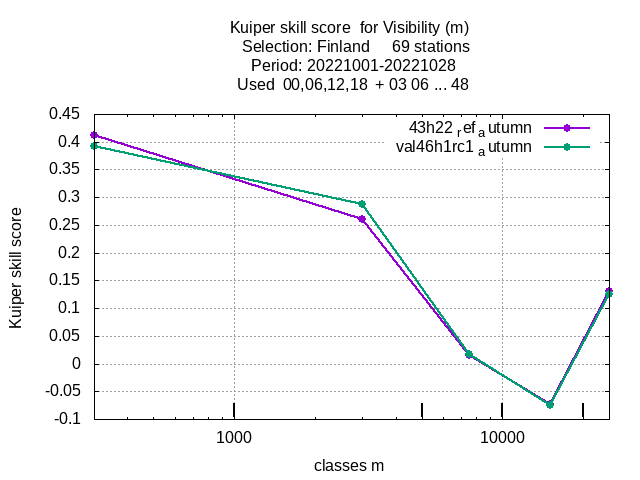 Kuiper skill score  for Visibility (m)
Selection: Finland     69 stations
Period: 20221001-20221028
Used  00,06,12,18  + 03 06 ... 48
43h22 ref autumn
val46h1rc1 autumn
0.45
0.4
0.35
0.3
0.25
0.2
0.15
0.1
0.05
0
-0.05
-0.1
Kuiper skill score
1000
10000
classes m